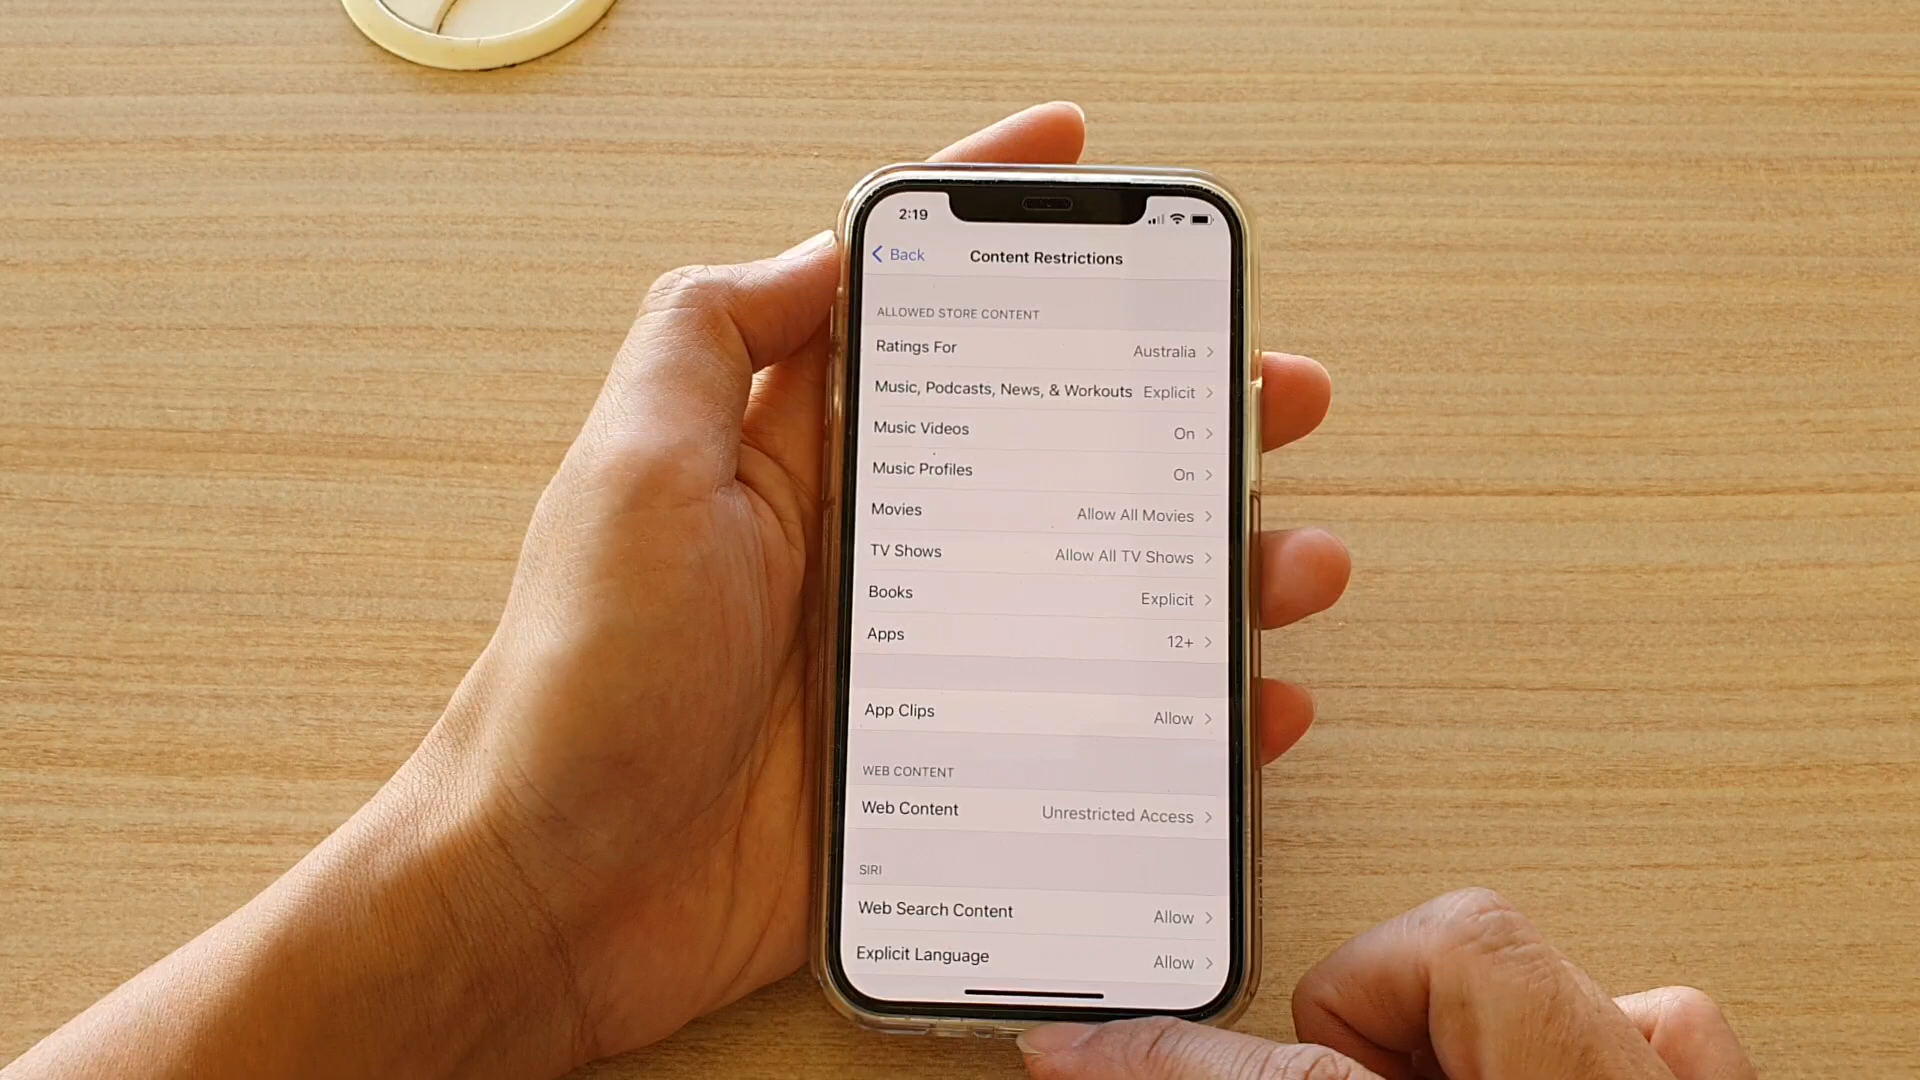 2:19
Back
Content Restrictions
ALLOWED STORE CONTENT
Ratings For Australia
Music, Podcasts, News, & Workouts Explicit
Music Videos On
Music Profiles On
Movies Allow All Movies
TV Shows Allow All TV Shows
Books Explicit
Apps 12+
App Clips Allow
WEB CONTENT
Web Content Unrestricted Access
SIRI
Web Search Content Allow
Explicit Language Allow